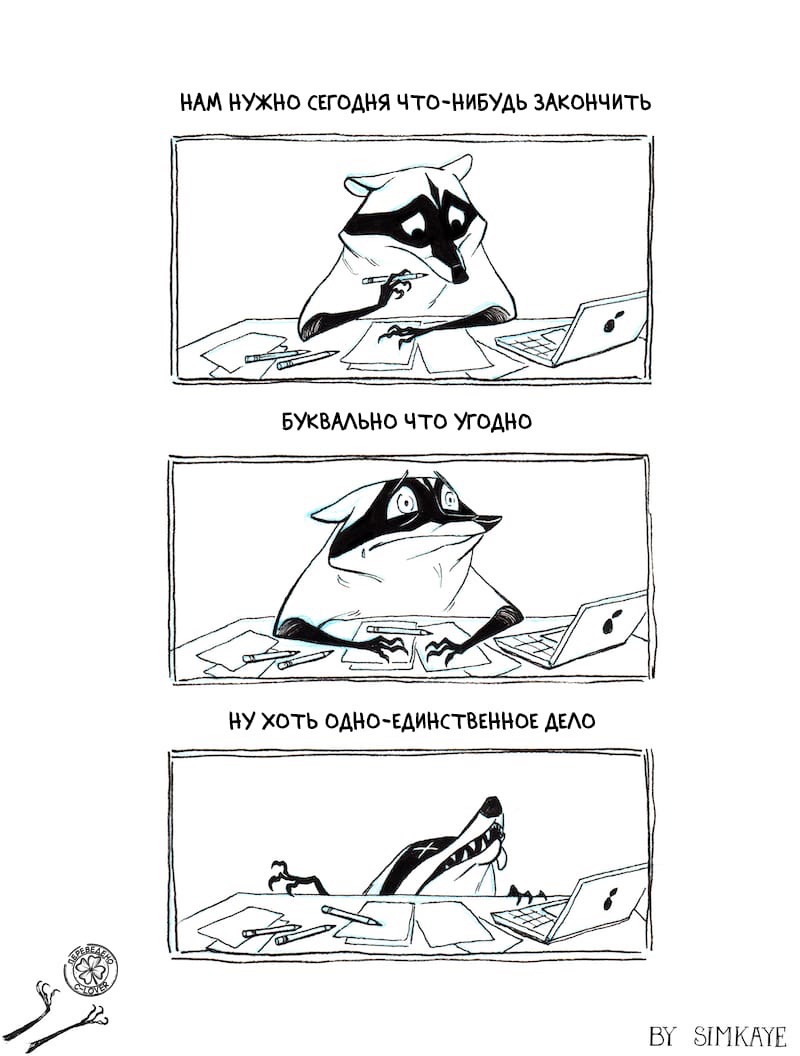 НАМ НУЖНО СЕГОДНЯ ЧТО-НИБУДЬ ЗАКОНЧИТЬ
БУКВАЛЬНО ЧТО УГОДНО
НУ ХОТЬ ОДНО-ЕДИНСТВЕННОЕ ДЕЛО
ПЕРЕВЕДЕНО
C-LOVER
BY SIMKAYE